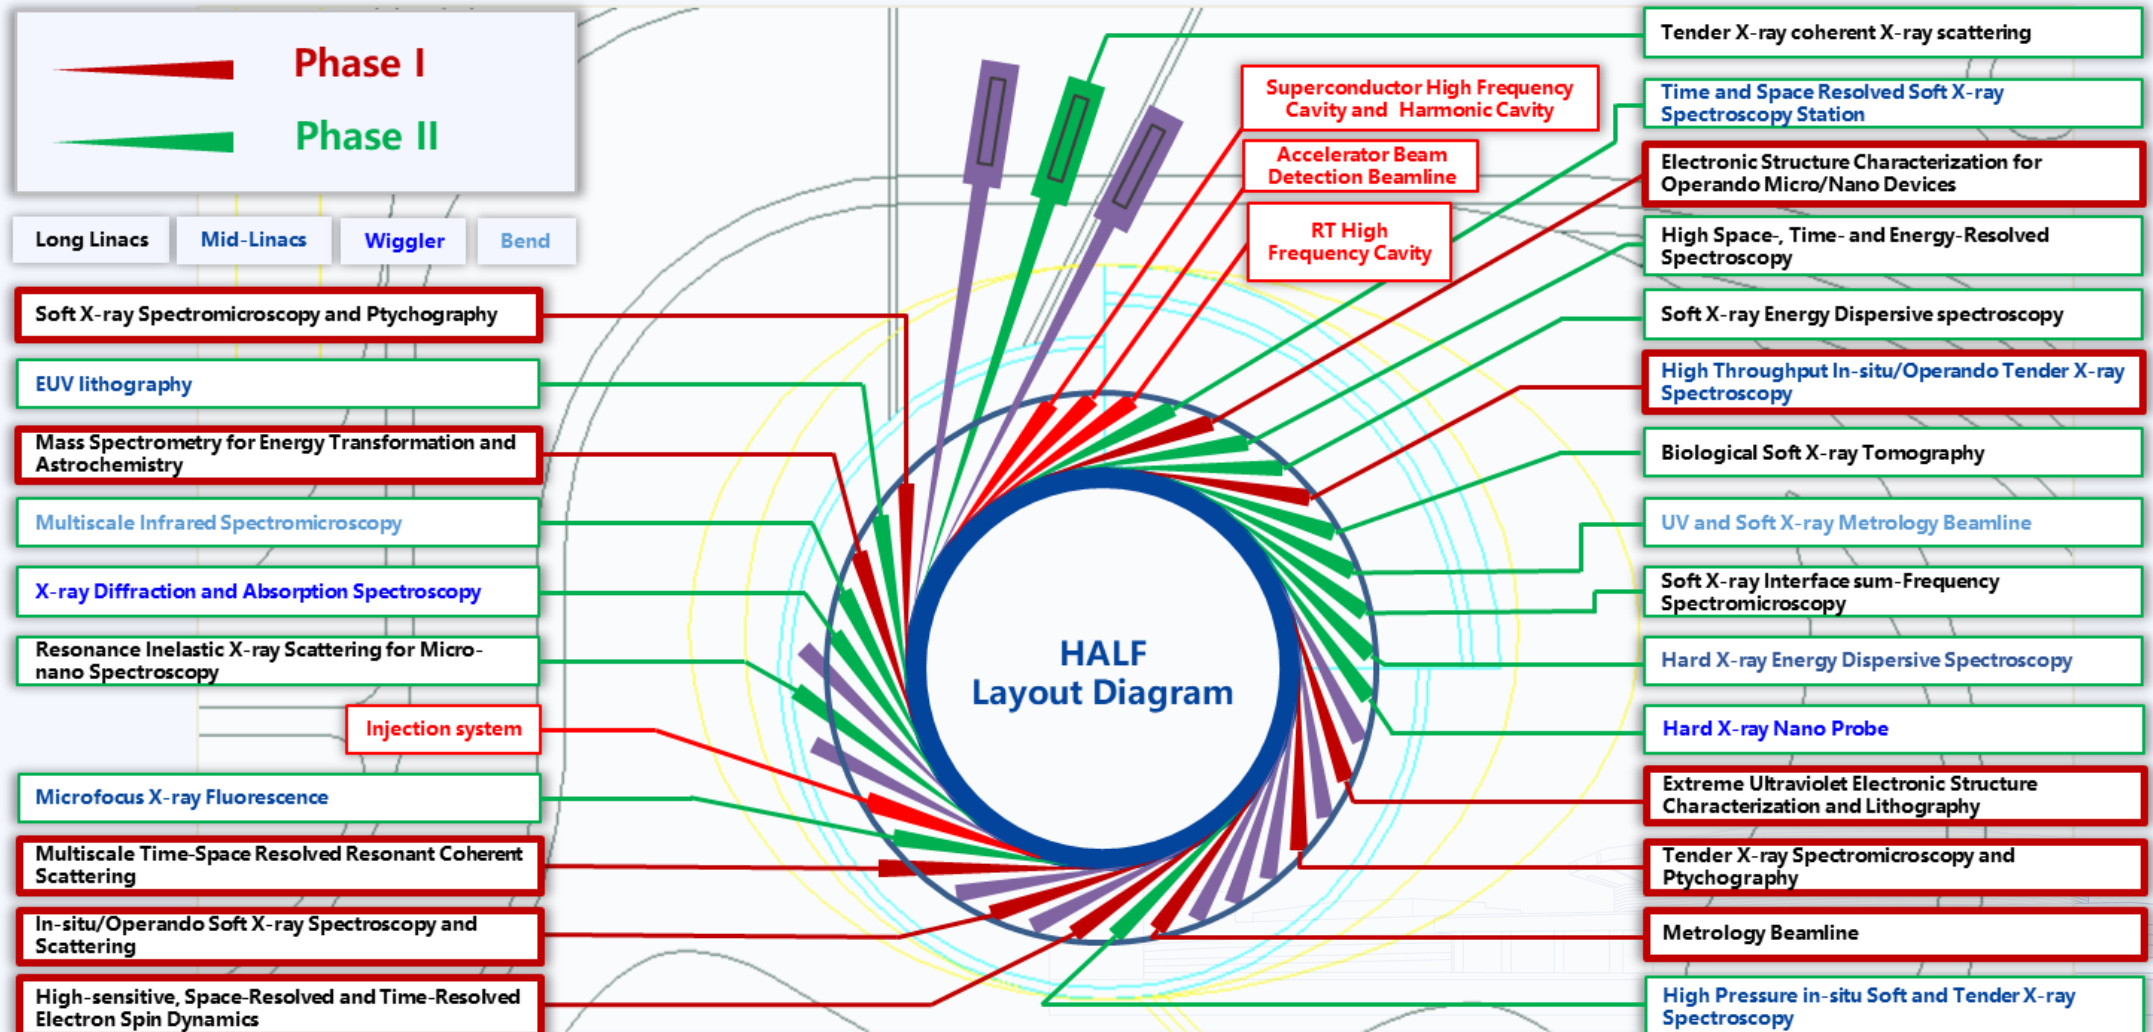 Phase I
Phase II
Long Linacs
Mid-Linacs
Wiggler
Bend
Soft X-ray Spectromicroscopy and Ptychography
EUV lithography
Mass Spectrometry for Energy Transformation and
Astrochemistry
Multiscale Infrared Spectromicroscopy
X-ray Diffraction and Absorption Spectroscopy
Resonance Inelastic X-ray Scattering for Micro-
nano Spectroscopy
Injection system
Microfocus X-ray Fluorescence
Multiscale Time-Space Resolved Resonant Coherent
Scattering
In-situ/Operando Soft X-ray Spectroscopy and
Scattering
High-sensitive, Space-Resolved and Time-Resolved
Electron Spin Dynamics
Superconductor High Frequency
Cavity and Harmonic Cavity
Accelerator Beam
Detection Beamline
RT High
Frequency Cavity
HALF
Layout Diagram
Tender X-ray coherent X-ray scattering
Time and Space Resolved Soft X-ray
Spectroscopy Station
Electronic Structure Characterization for
Operando Micro/Nano Devices
High Space-, Time- and Energy-Resolved
Spectroscopy
Soft X-ray Energy Dispersive spectroscopy
High Throughput In-situ/Operando Tender X-ray
Spectroscopy
Biological Soft X-ray Tomography
UV and Soft X-ray Metrology Beamline
Soft X-ray Interface sum-Frequency
Spectromicroscopy
Hard X-ray Energy Dispersive Spectroscopy
Hard X-ray Nano Probe
Extreme Ultraviolet Electronic Structure
Characterization and Lithography
Tender X-ray Spectromicroscopy and
Ptychography
Metrology Beamline
High Pressure in-situ Soft and Tender X-ray
Spectroscopy